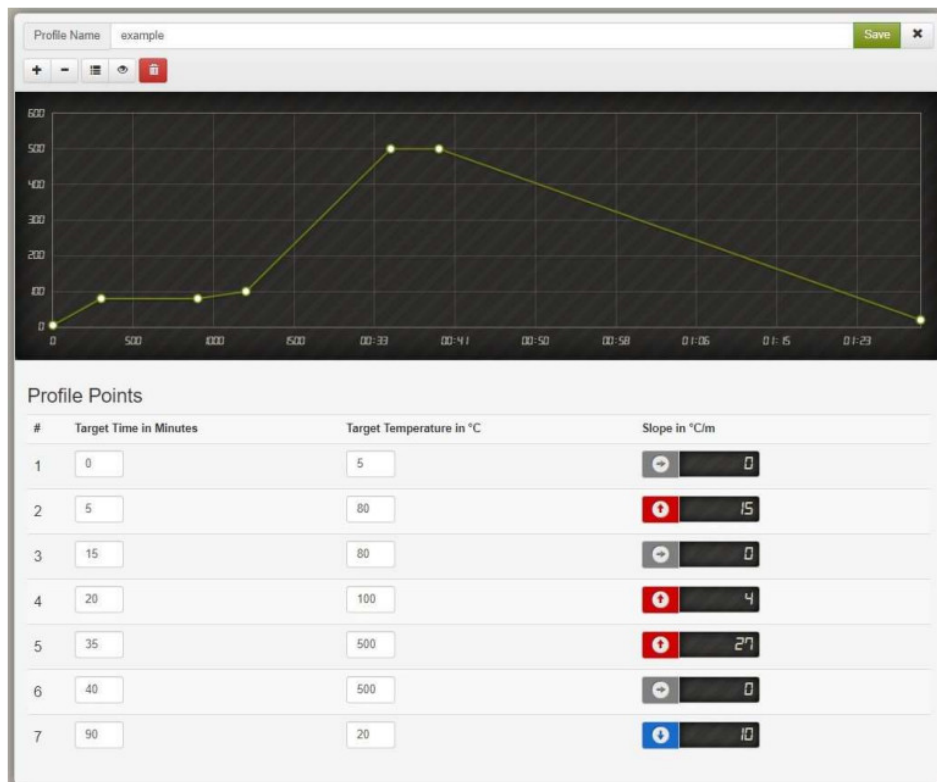 Profile Name example Save ×
+ -
600
500
400
300
200
100
0
0 500 1000 1500 00:33 00:41 00:50 00:58 01:06 01:15 01:23
Profile Points
# Target Time in Minutes Target Temperature in °C Slope in °C/m
1 0 5 0
2 5 80 15
3 15 80 0
4 20 100 4
5 35 500 27
6 40 500 0
7 90 20 10